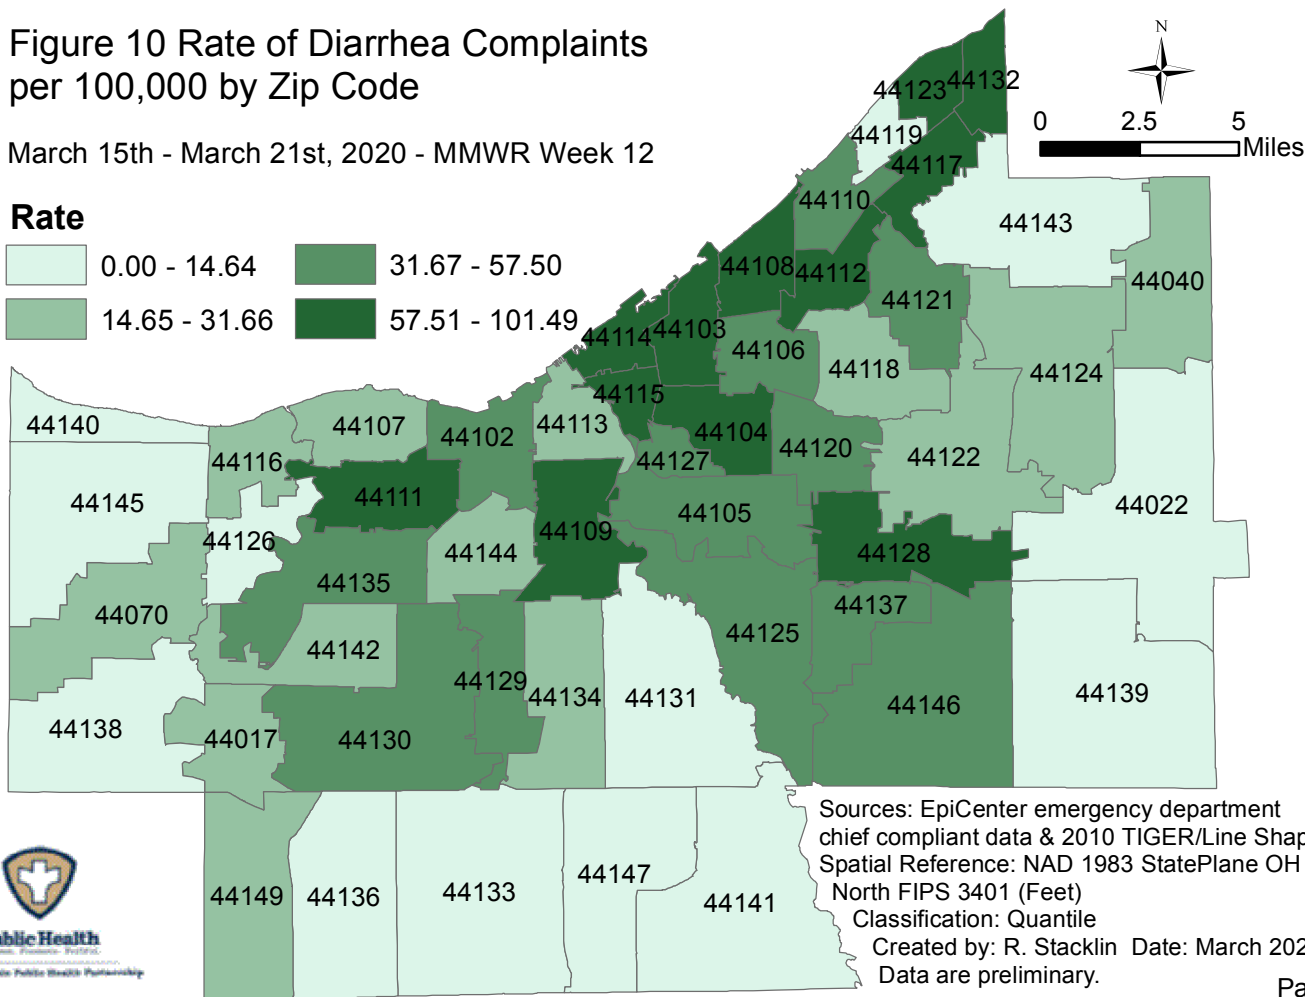 Figure 10 Rate of Diarrhea Complaints
per 100,000 by Zip Code
March 15th - March 21st, 2020 - MMWR Week 12
Rate
0.00 - 14.64
31.67 - 57.50
14.65 - 31.66
57.51 - 101.49
N
0 2.5 5
Miles
44123
44132
44119
44117
44110
44143
44108
44112
44040
44121
44114
44103
44106
44118
44124
44115
44140
44107
44102
44113
44104
44127
44120
44122
44116
44111
44145
44022
44105
44126
44109
44144
44128
44135
44070
44137
44125
44142
44129
44134
44131
44139
44146
44138
44017
44130
44149
44136
44133
44147
44141
Sources: EpiCenter emergency department
chief compliant data & 2010 TIGER/Line Shap
Spatial Reference: NAD 1983 StatePlane OH
North FIPS 3401 (Feet)
Classification: Quantile
Created by: R. Stacklin Date: March 202
Data are preliminary.
Pa
blic Health
Public Health Partnership